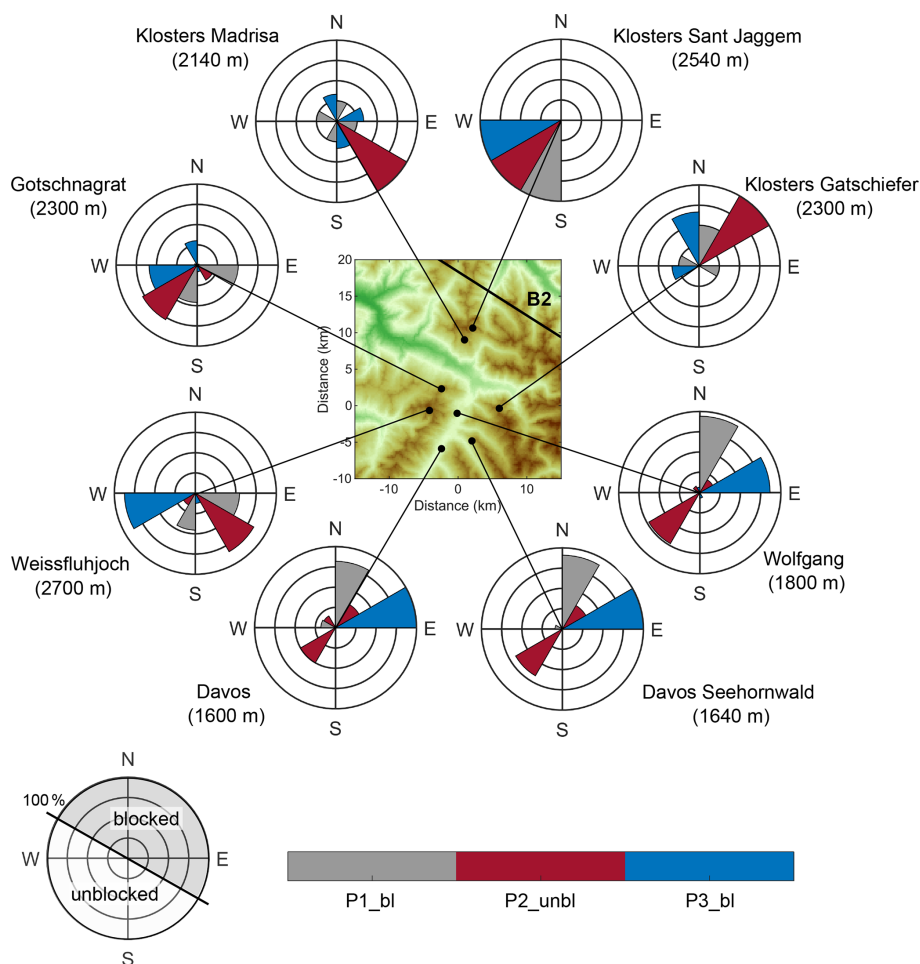 N
W
E
S
Klosters Madrisa
(2140 m)
N
W
E
S
Klosters Sant Jaggem
(2540 m)
N
W
E
S
Gotschnagrat
(2300 m)
N
W
E
S
Klosters Gatschiefer
(2300 m)
20
15
10
5
0
-5
-10
Distance (km)
B2
-10
0
10
Distance (km)
N
W
E
S
Weissfluhjoch
(2700 m)
N
W
E
S
Wolfgang
(1800 m)
N
W
E
S
Davos
(1600 m)
N
W
E
S
Davos Seehornwald
(1640 m)
N
100 %
blocked
W
E
unblocked
S
P1_bl
P2_unbl
P3_bl